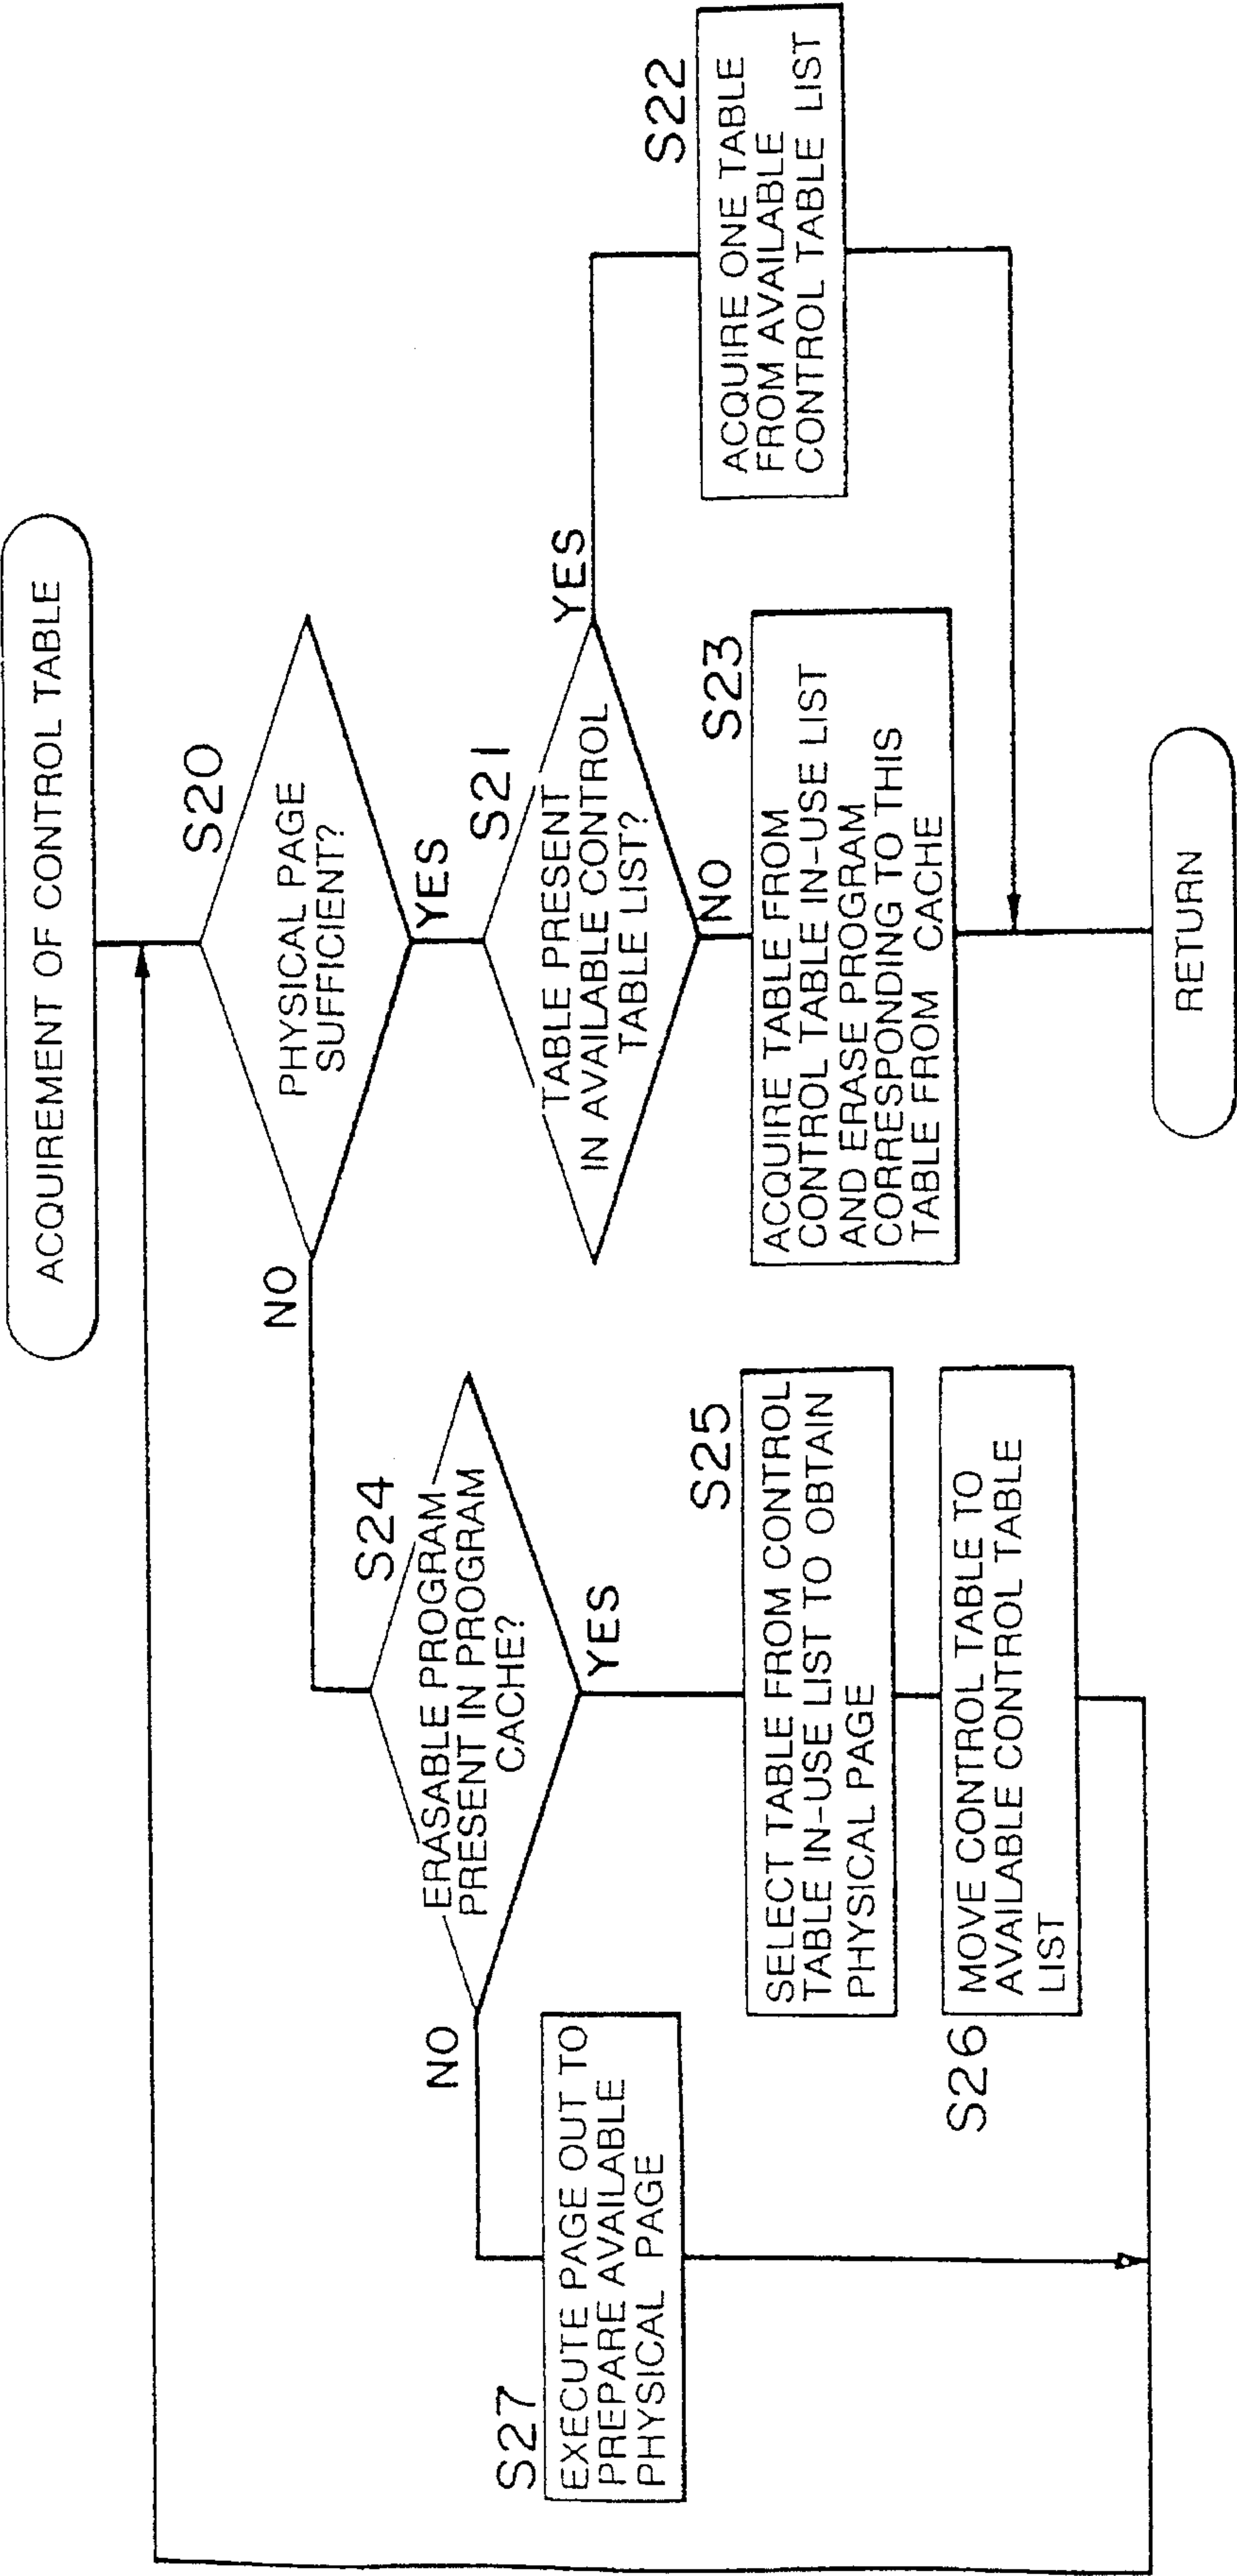 ACQUIREMENT OF CONTROL TABLE
S20
PHYSICAL PAGE
SUFFICIENT?
NO
YES
S21
TABLE PRESENT
IN AVAILABLE CONTROL
TABLE LIST?
YES
NO
S22
ACQUIRE ONE TABLE
FROM AVAILABLE
CONTROL TABLE LIST
S23
ACQUIRE TABLE FROM
CONTROL TABLE IN-USE LIST
AND ERASE PROGRAM
CORRESPONDING TO THIS
TABLE FROM CACHE
S24
ERASABLE PROGRAM
PRESENT IN PROGRAM
CACHE?
NO
YES
S25
SELECT TABLE FROM CONTROL
TABLE IN-USE LIST TO OBTAIN
PHYSICAL PAGE
S26
MOVE CONTROL TABLE TO
AVAILABLE CONTROL TABLE
LIST
S27
EXECUTE PAGE OUT TO
PREPARE AVAILABLE
PHYSICAL PAGE
RETURN